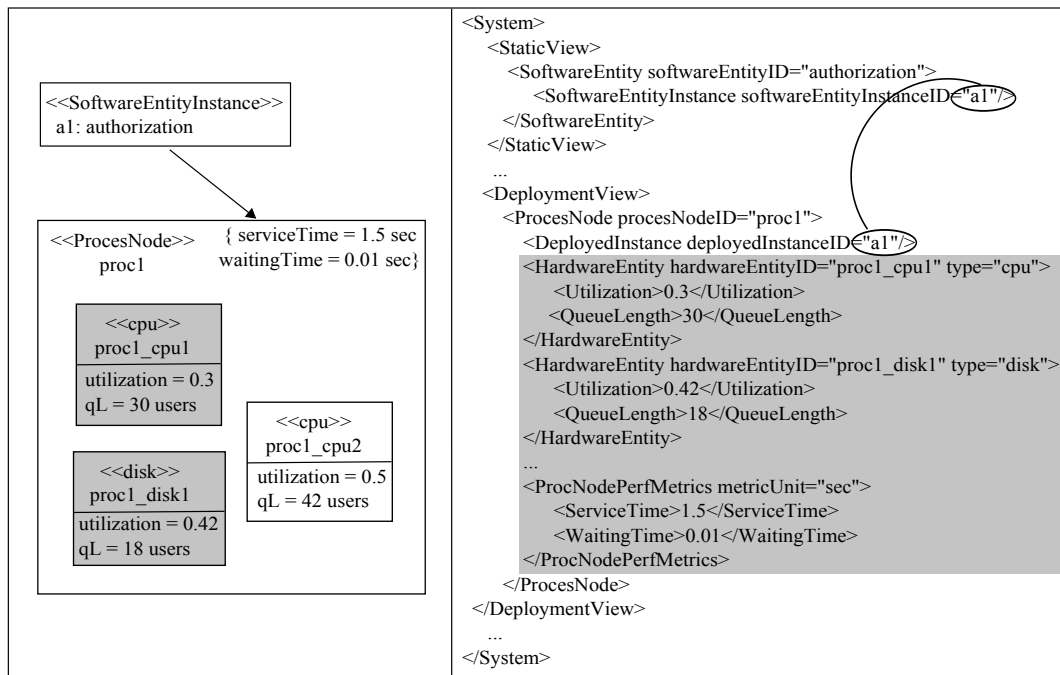 <<SoftwareEntityInstance>>
a1: authorization
<<ProcesNode>>
proc1
{ serviceTime = 1.5 sec
waitingTime = 0.01 sec}
<<cpu>>
proc1_cpu1
utilization = 0.3
qL = 30 users
<<cpu>>
proc1_cpu2
utilization = 0.5
qL = 42 users
<<disk>>
proc1_disk1
utilization = 0.42
qL = 18 users
<System>
<StaticView>
<SoftwareEntity softwareEntityID="authorization">
<SoftwareEntityInstance softwareEntityInstanceID="a1"/>
</SoftwareEntity>
</StaticView>
...
<DeploymentView>
<ProcesNode procesNodeID="proc1">
<DeployedInstance deployedInstanceID="a1"/>
<HardwareEntity hardwareEntityID="proc1_cpu1" type="cpu">
<Utilization>0.3</Utilization>
<QueueLength>30</QueueLength>
</HardwareEntity>
<HardwareEntity hardwareEntityID="proc1_disk1" type="disk">
<Utilization>0.42</Utilization>
<QueueLength>18</QueueLength>
</HardwareEntity>
...
<ProcNodePerfMetrics metricUnit="sec">
<ServiceTime>1.5</ServiceTime>
<WaitingTime>0.01</WaitingTime>
</ProcNodePerfMetrics>
</ProcesNode>
</DeploymentView>
...
</System>